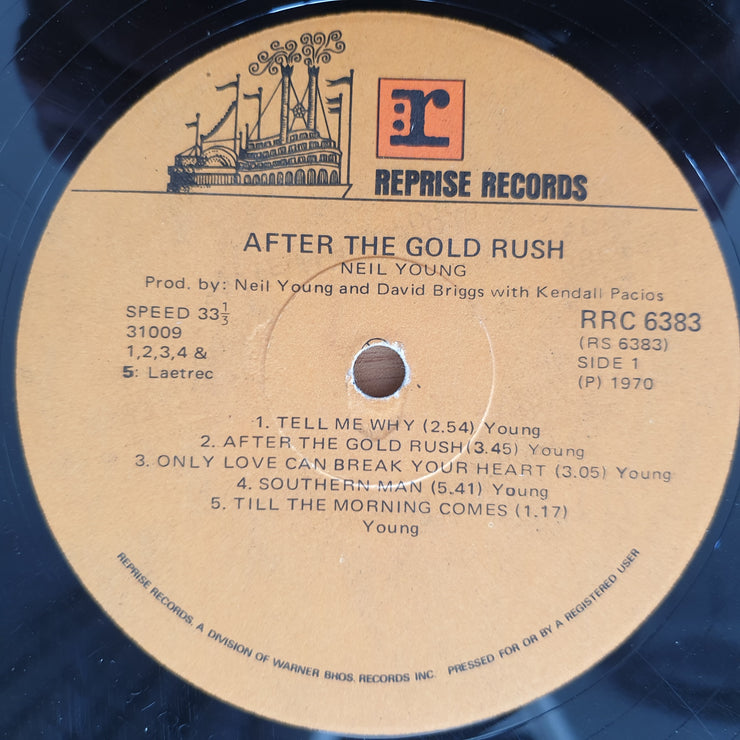 r
REPRISE RECORDS
AFTER THE GOLD RUSH
NEIL YOUNG
Prod. by: Neil Young and David Briggs with Kendall Pacios
SPEED 33⅓
31009
1,2,3,4 &
5: Laetrec
RRC 6383
(RS 6383)
SIDE 1
(P) 1970
1. TELL ME WHY (2.54) Young
2. AFTER THE GOLD RUSH(3.45) Young
3. ONLY LOVE CAN BREAK YOUR HEART (3.05) Young
4. SOUTHERN MAN (5.41) Young
5. TILL THE MORNING COMES (1.17)
Young
REPRISE RECORDS. A DIVISION OF WARNER BHOS. RECORDS INC. PRESSED FOR OR BY A REGISTERED USER